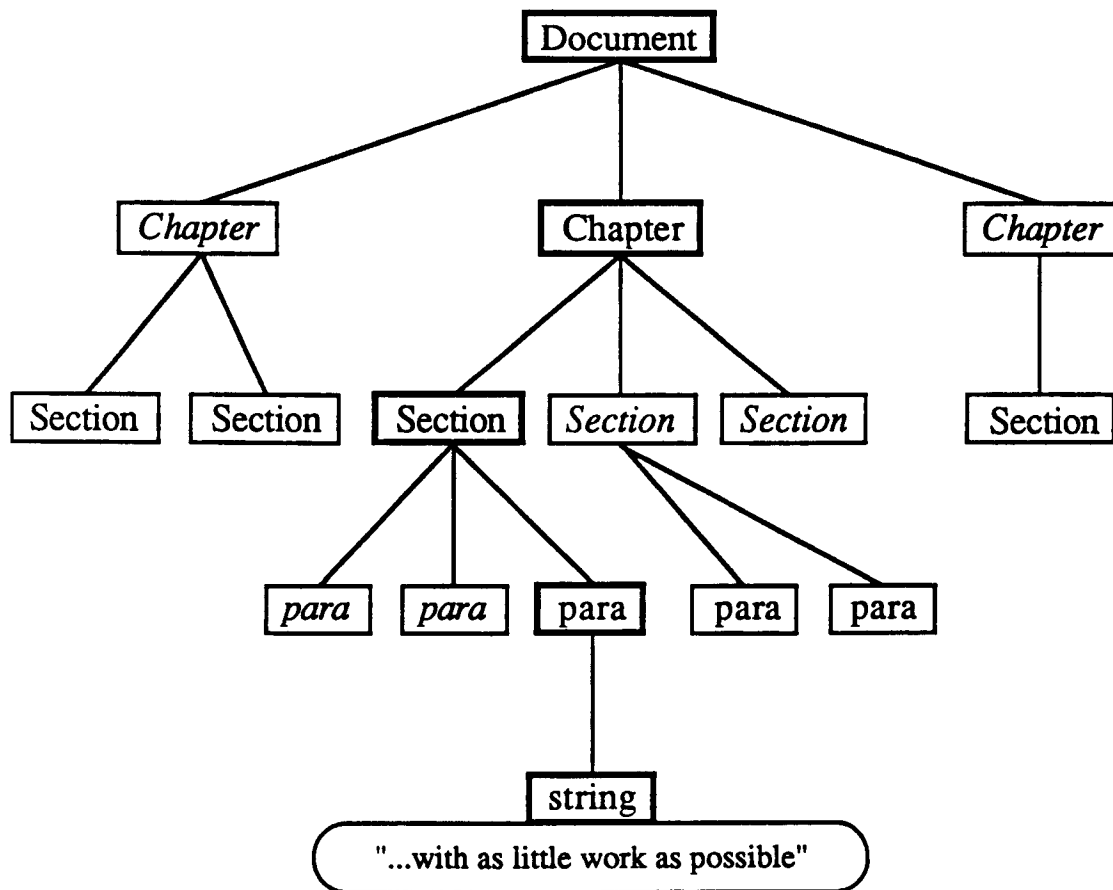 Document
Chapter Chapter Chapter
Section Section Section Section Section Section
para para para para para
string
"...with as little work as possible"